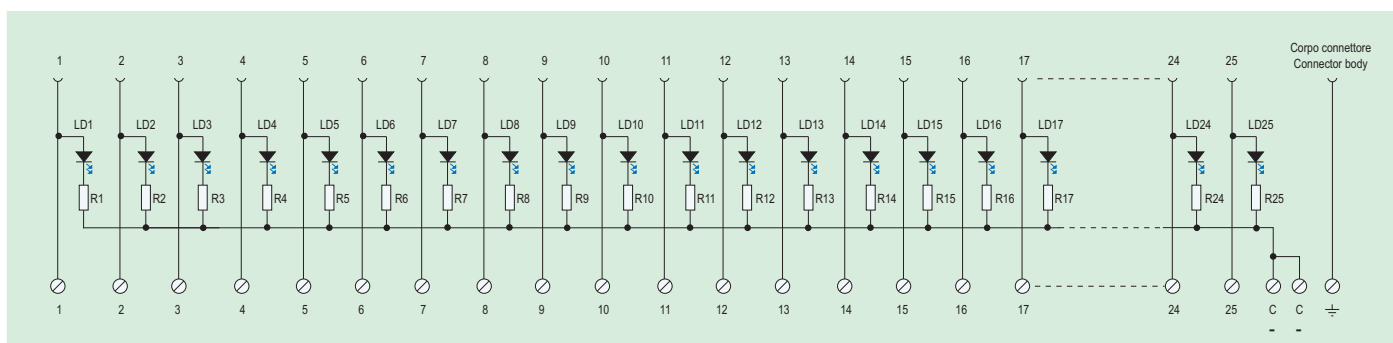 Corpo connettore
1 2 3 4 5 6 7 8 9 10 11 12 13 14 15 16 17 24 25 Connector body
LD1 LD2 LD3 LD4 LD5 LD6 LD7 LD8 LD9 LD10 LD11 LD12 LD13 LD14 LD15 LD16 LD17 LD24 LD25
R1 R2 R3 R4 R5 R6 R7 R8 R9 R10 R11 R12 R13 R14 R15 R16 R17 R24 R25
1 2 3 4 5 6 7 8 9 10 11 12 13 14 15 16 17 24 25 C C
- -